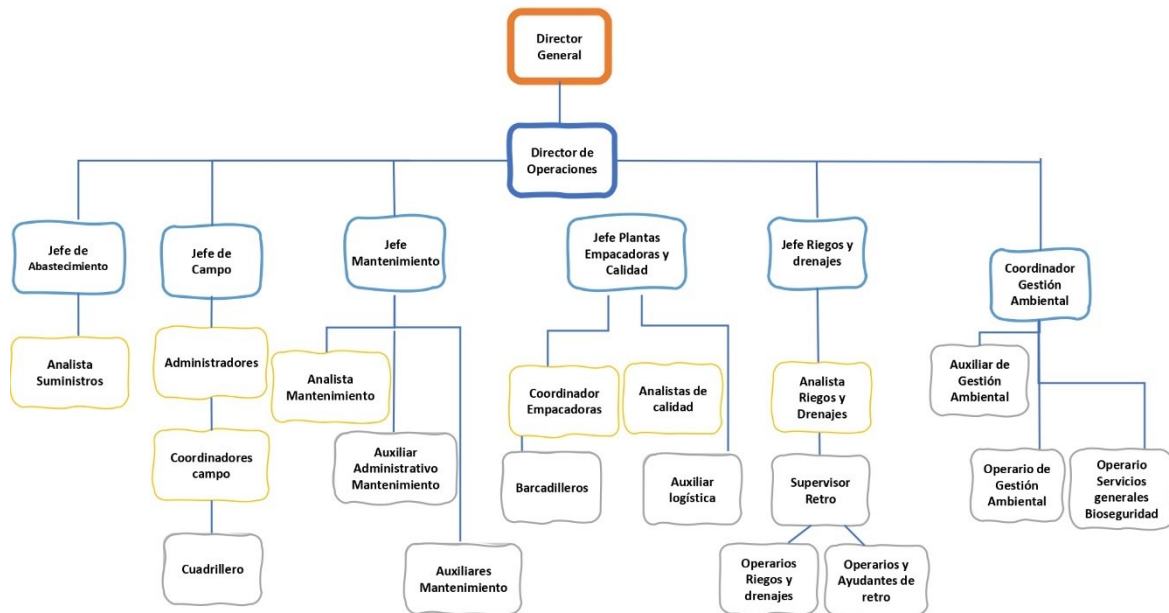 Director
General
Director de
Operaciones
Jefe de
Abastecimiento
Jefe de
Campo
Jefe
Mantenimiento
Jefe Plantas
Empacadoras y
Calidad
Jefe Riegos y
drenajes
Coordinador
Gestión
Ambiental
Analista
Suministros
Administradores
Analista
Mantenimiento
Coordinador
Empacadoras
Analistas de
calidad
Analista
Riegos y
Drenajes
Auxiliar de
Gestión
Ambiental
Coordinadores
campo
Auxiliar
Administrativo
Mantenimiento
Barcadilleros
Auxiliar
logística
Supervisor
Retro
Operario de
Gestión
Ambiental
Operario
Servicios
generales
Bioseguridad
Cuadrillero
Auxiliares
Mantenimiento
Operarios
Riegos y
drenajes
Operarios y
Ayudantes de
retro